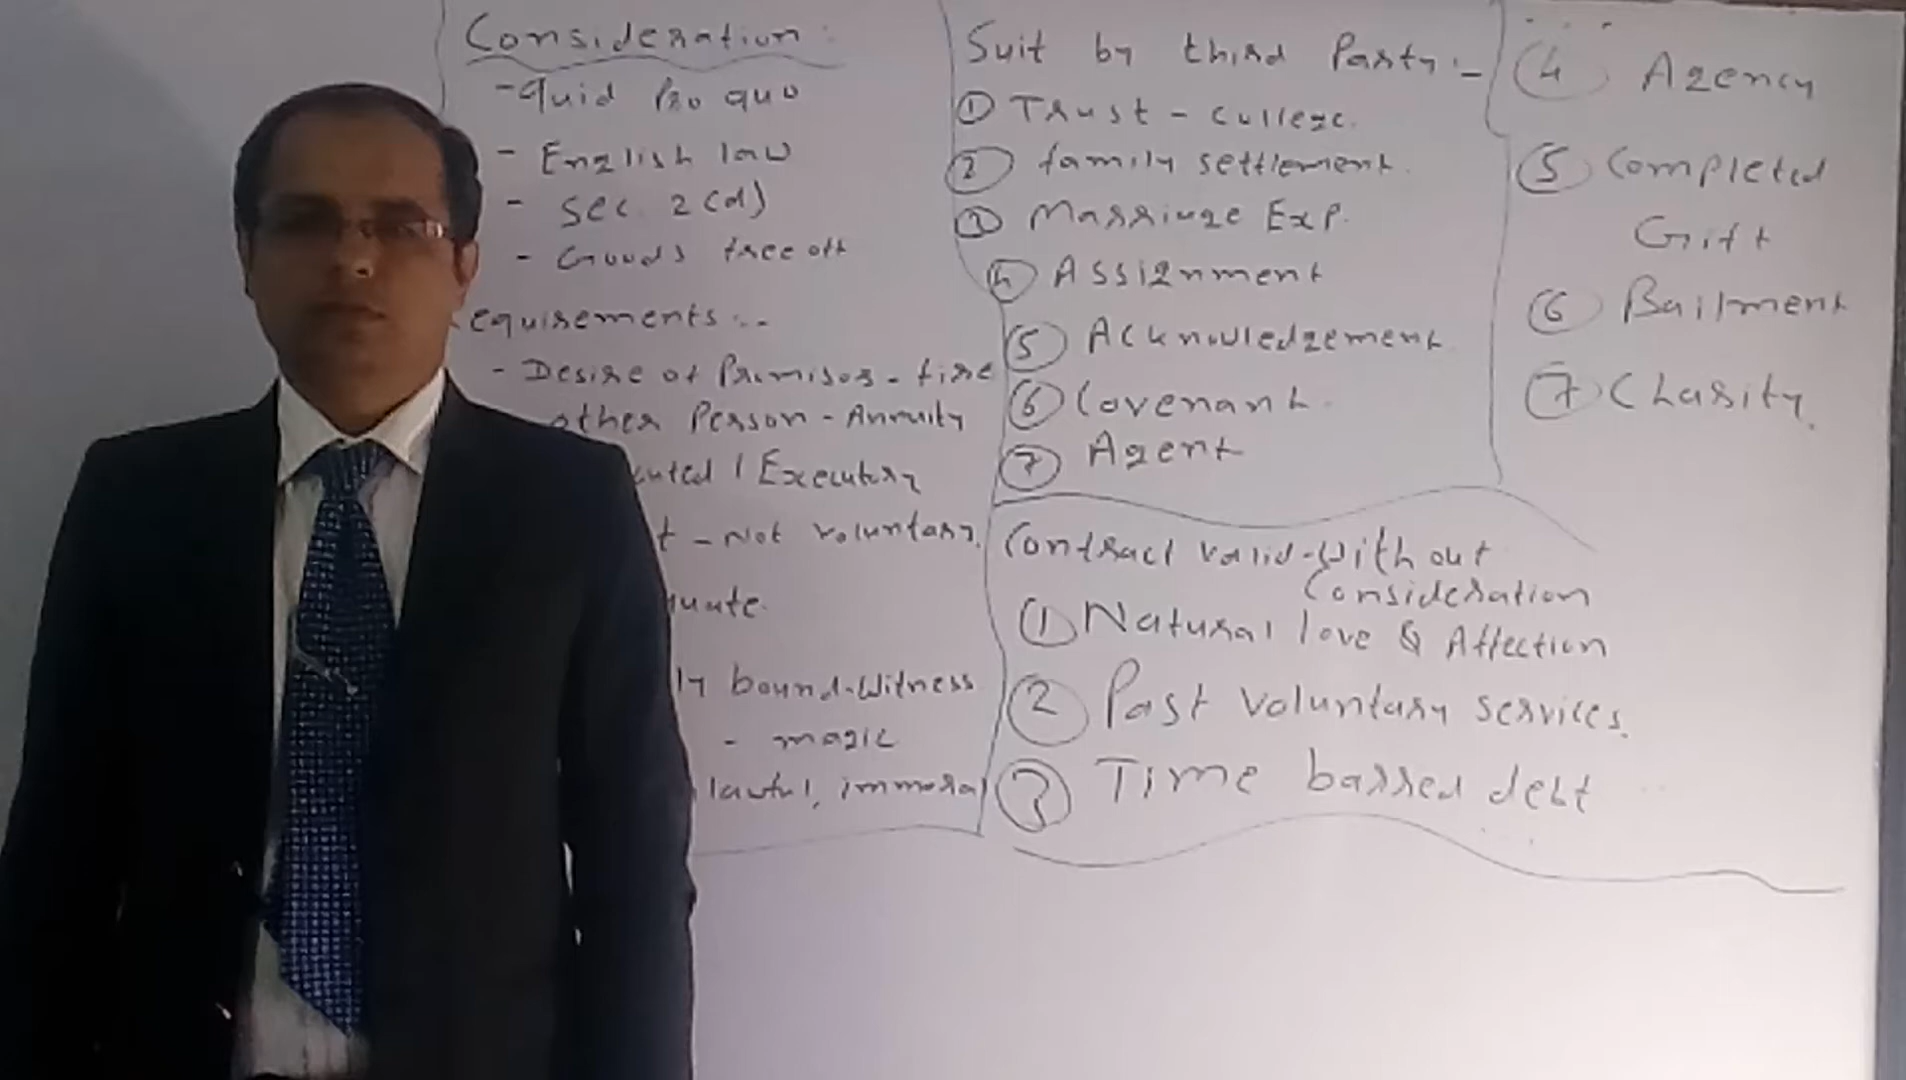 Consideration:
- quid pro quo
- English law
- Sec. 2(d)
- Goods free off
equirements:-
- Desire of Promisor - fire
other Person - Annuity
cuted / Executory
t - Not voluntary.
quate.
ly bound - Witness
- magic
lawful, immoral
Suit by third Party:-
① Trust - college.
② family settlement.
③ Marriage Exp.
④ Assignment
⑤ Acknowledgement
⑥ Covenant.
⑦ Agent
Contract valid - Without
Consideration
① Natural love & Affection
② Past voluntary services.
③ Time barred debt
④ Agency
⑤ Completed
Gift
⑥ Bailment
⑦ Charity.